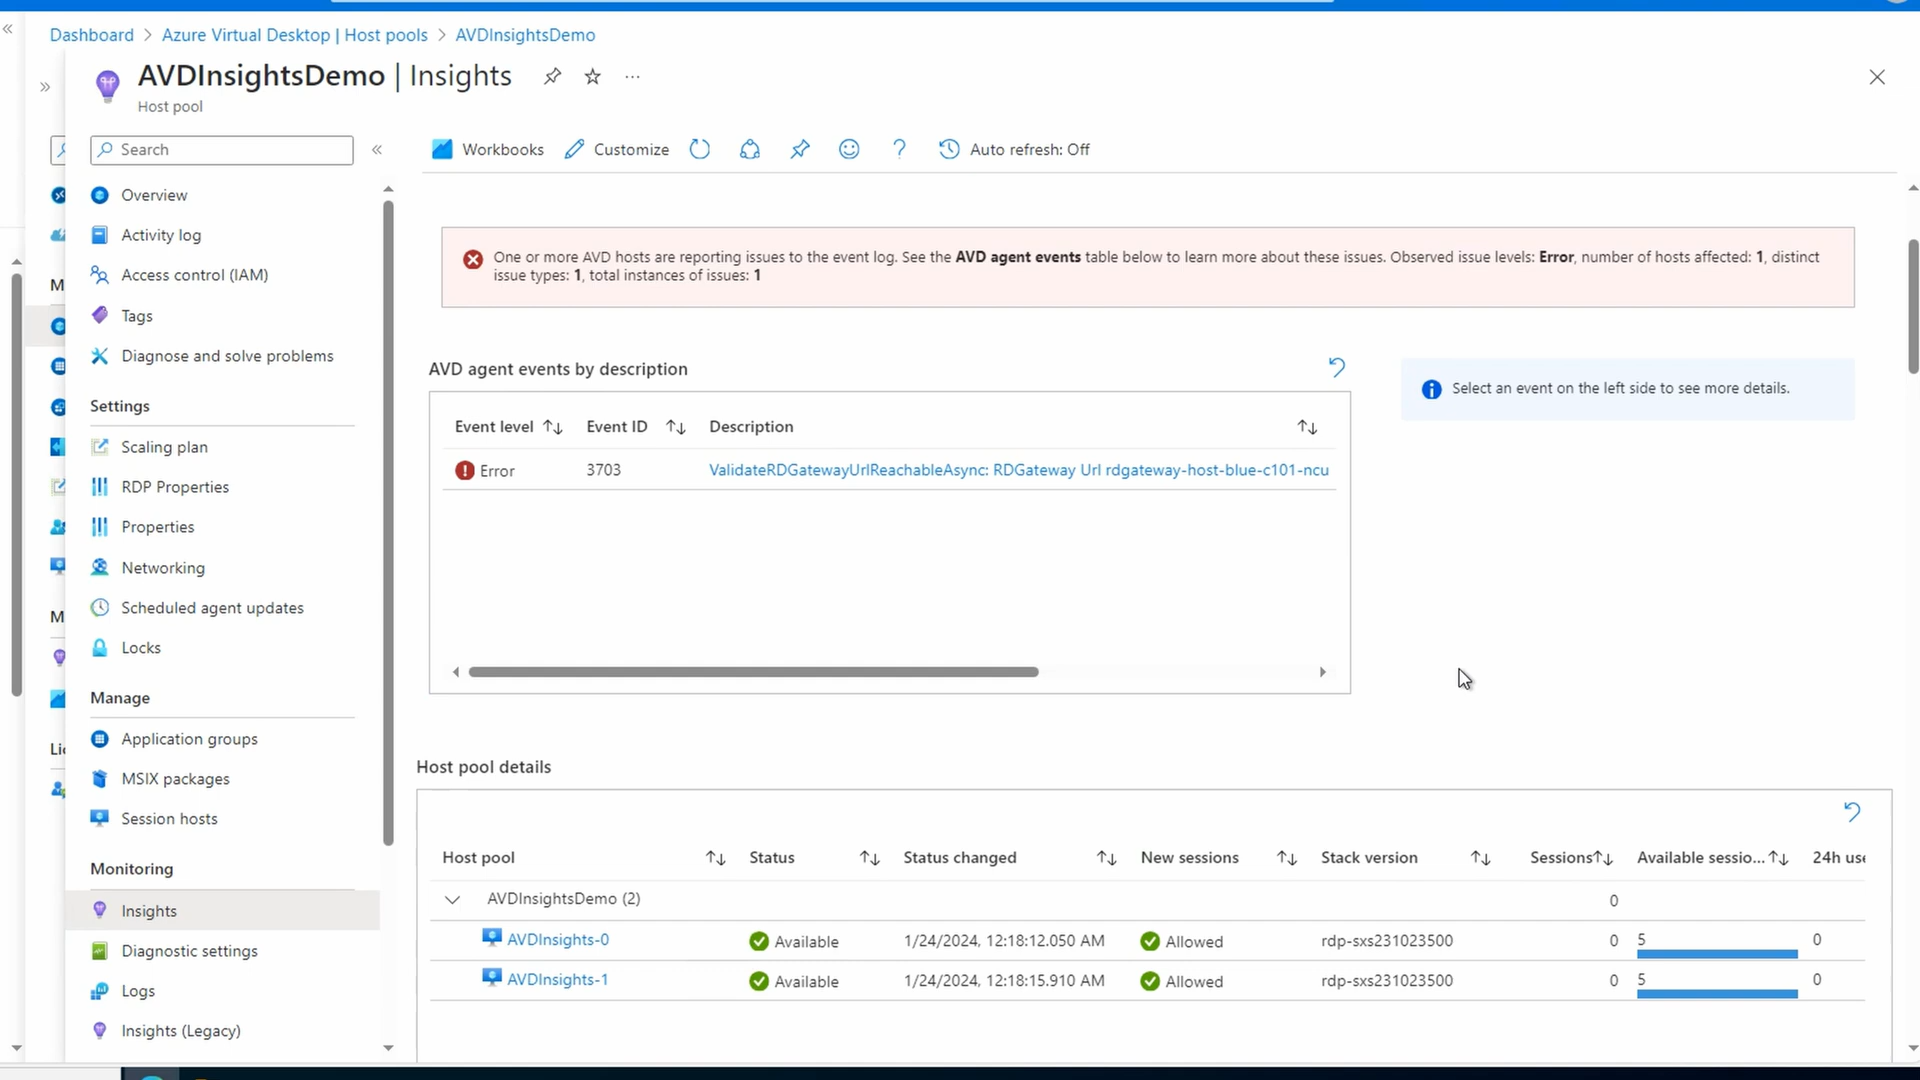 Dashboard > Azure Virtual Desktop | Host pools > AVDInsightsDemo
AVDInsightsDemo | Insights
Host pool
Search
Overview
Activity log
Access control (IAM)
Tags
Diagnose and solve problems
Settings
Scaling plan
RDP Properties
Properties
Networking
Scheduled agent updates
Locks
Manage
Application groups
MSIX packages
Session hosts
Monitoring
Insights
Diagnostic settings
Logs
Insights (Legacy)
Workbooks Customize Auto refresh: Off
One or more AVD hosts are reporting issues to the event log. See the AVD agent events table below to learn more about these issues. Observed issue levels: Error, number of hosts affected: 1, distinct
issue types: 1, total instances of issues: 1
AVD agent events by description
Event level Event ID Description
Error 3703 ValidateRDGatewayUrlReachableAsync: RDGateway Url rdgateway-host-blue-c101-ncu
Select an event on the left side to see more details.
Host pool details
Host pool Status Status changed New sessions Stack version Sessions Available sessio... 24h use
AVDInsightsDemo (2) 0
AVDInsights-0 Available 1/24/2024, 12:18:12.050 AM Allowed rdp-sxs231023500 0 5 0
AVDInsights-1 Available 1/24/2024, 12:18:15.910 AM Allowed rdp-sxs231023500 0 5 0